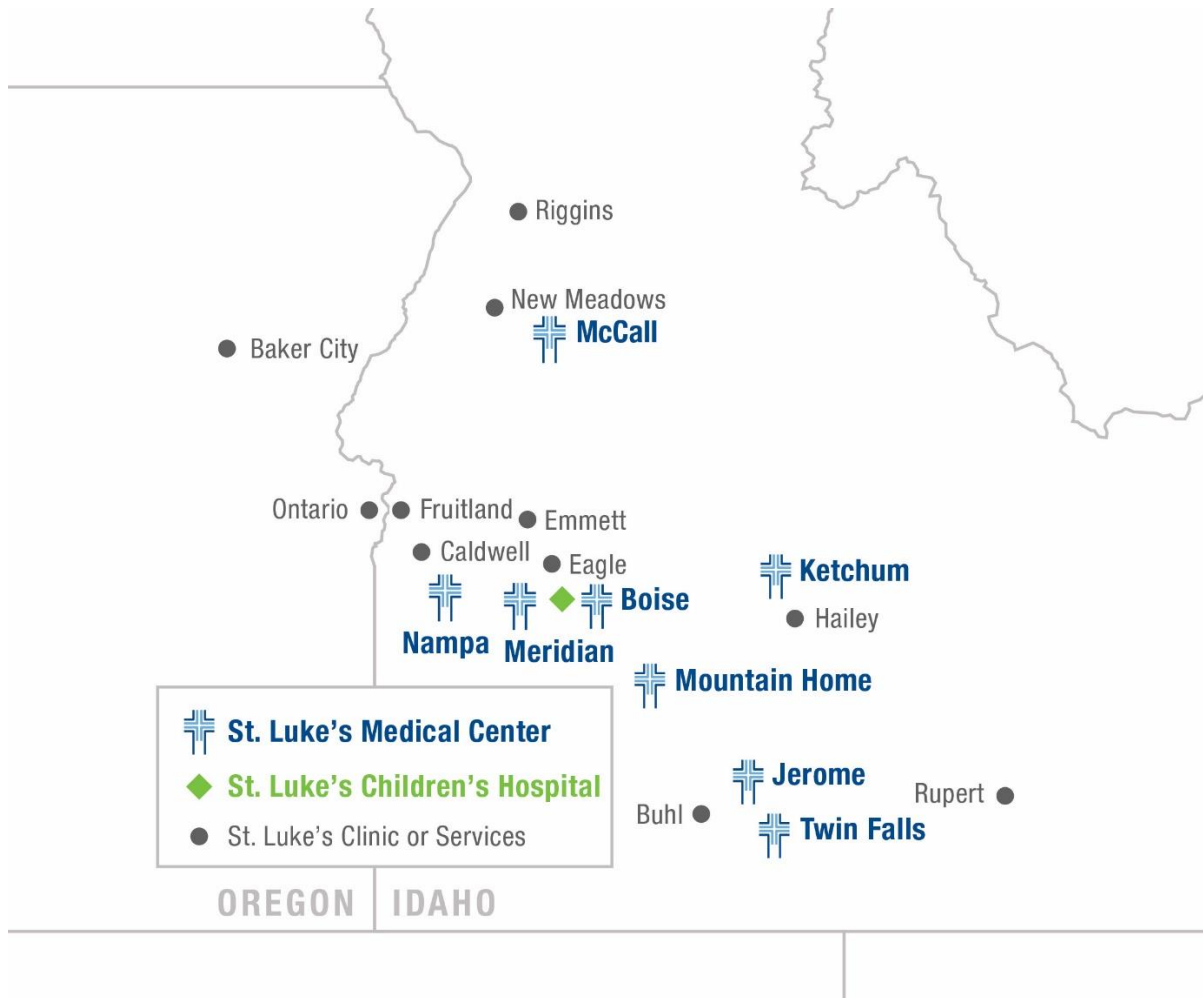 Riggins
New Meadows
McCall
Baker City
Ontario
Fruitland
Emmett
Caldwell
Eagle
Ketchum
Boise
Hailey
Nampa
Meridian
Mountain Home
St. Luke’s Medical Center
St. Luke’s Children’s Hospital
St. Luke’s Clinic or Services
Jerome
Rupert
Buhl
Twin Falls
OREGON
IDAHO